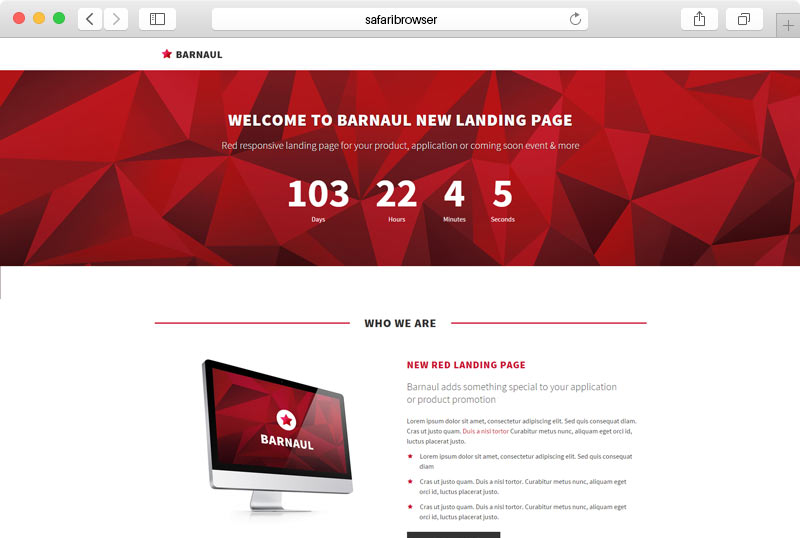 safaribrowser
BARNAUL
WELCOME TO BARNAUL NEW LANDING PAGE
Red responsive landing page for your product, application or coming soon event & more
103 22 4 5
Days Hours Minutes Seconds
WHO WE ARE
BARNAUL
NEW RED LANDING PAGE
Barnaul adds something special to your application
or product promotion
Lorem ipsum dolor sit amet, consectetur adipiscing elit. Sed quis conseqat diam.
Cras ut justo quam. Duis a nisl tortor Curabitur metus nunc, aliquam eget orci id,
luctus placerat justo.
Lorem ipsum dolor sit amet, consectetur adipiscing elit. Sed quis consequat
diam
Cras ut justo quam. Duis a nisl tortor. Curabitur metus nunc, aliquam eget
orci id, luctus placerat justo.
Cras ut justo quam. Duis a nisl tortor. Curabitur metus nunc, aliquam eget
orci id, luctus placerat justo.